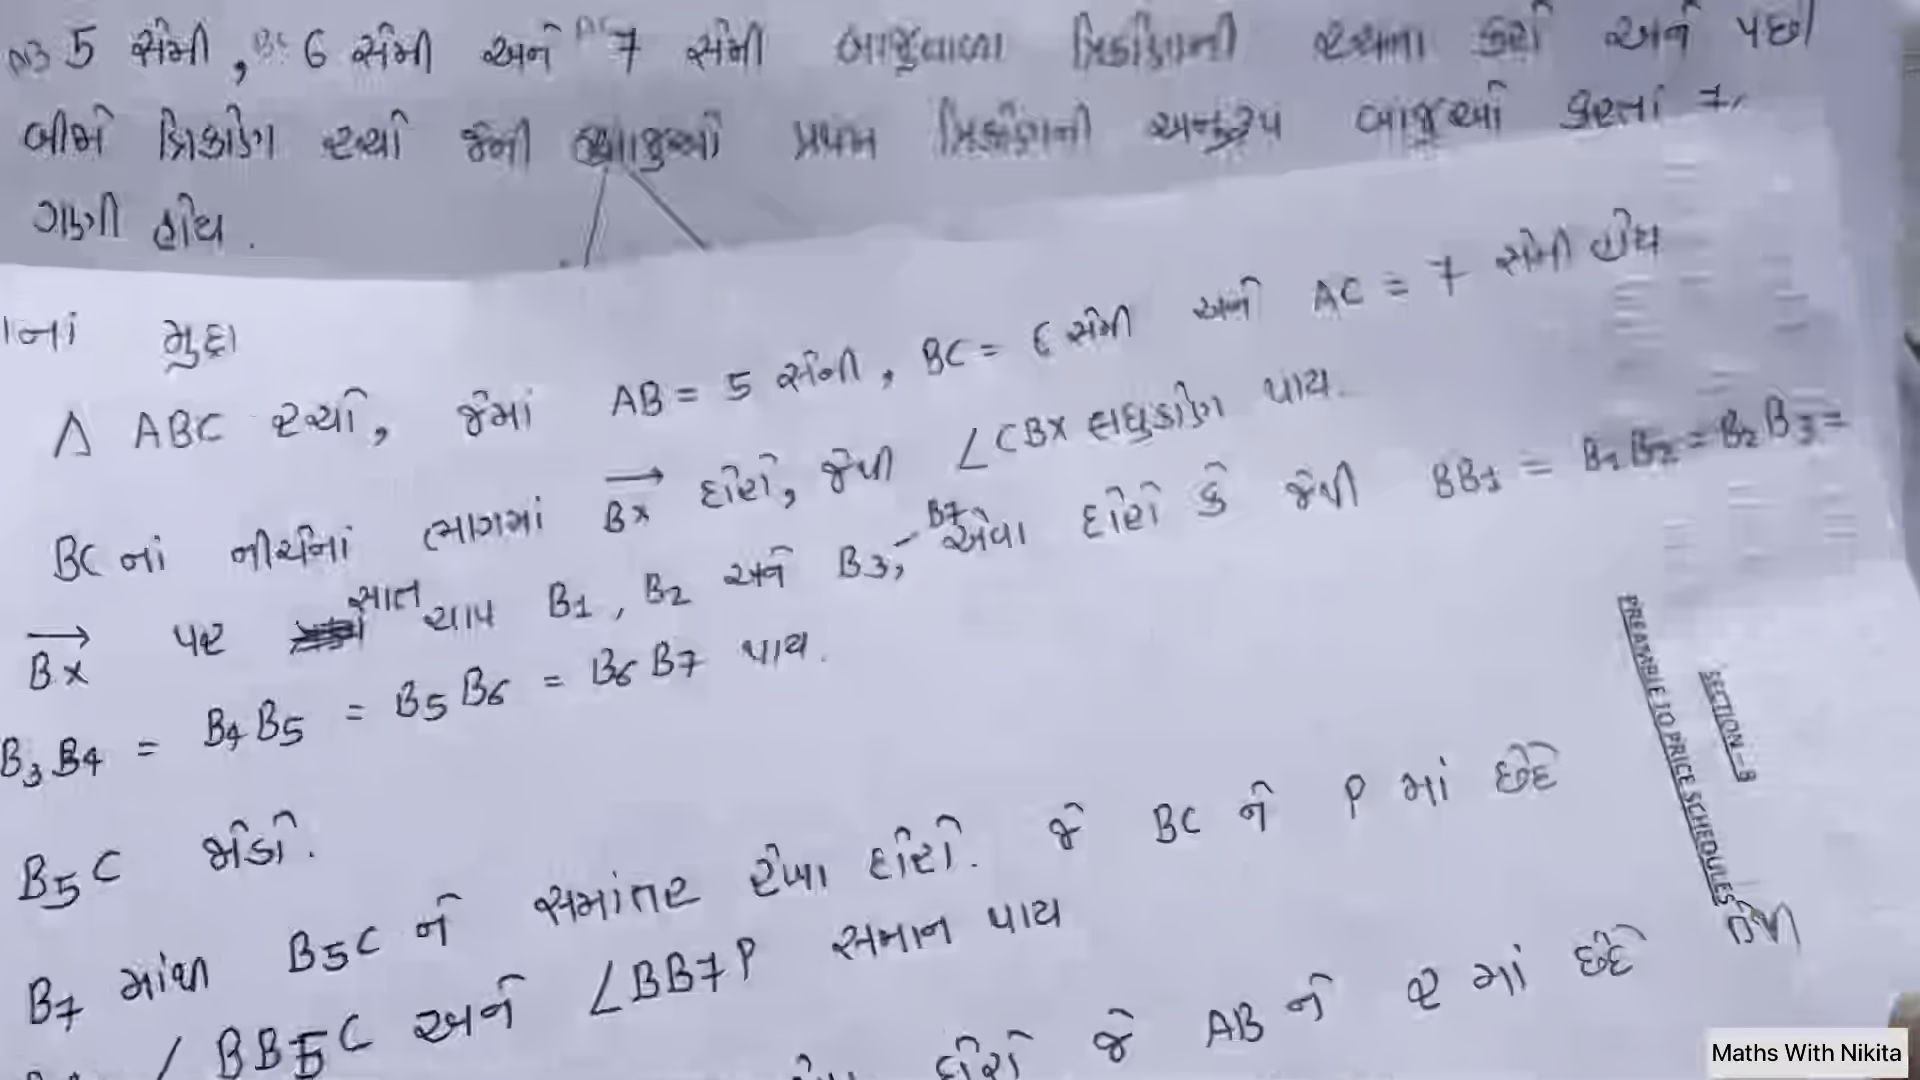 AB 5 સેમી, BC 6 સેમી અને AC 7 સેમી બાજુવાળા ત્રિકોણની રચના કરો અને પછી
બીજો ત્રિકોણ રચો જેની બાજુઓ પ્રથમ ત્રિકોણની અનુરૂપ બાજુઓ કરતાં 7/
ગણી હોય.
નાં મુદ્દા
Δ ABC રચો, જેમાં AB = 5 સેમી, BC = 6 સેમી અને AC = 7 સેમી હોય
BC નાં નીચેનાં ભાગમાં BX દોરો, જેથી ∠CBX લઘુકોણ થાય.
BX પર સાત ચાપ B1, B2 અને B3, - B7 એવા દોરો કે જેથી BB1 = B1B2 = B2B3 =
B3B4 = B4B5 = B5B6 = B6B7 થાય.
B5C જોડો.
B7 માંથી B5C ને સમાંતર રેખા દોરો. જે BC ને P માં છેદે
∠BB5C અને ∠BB7P સમાન થાય
દોરો જે AB ને જ માં છેદે
SECTION - B
PREAMBLE TO PRICE SCHEDULES
Maths With Nikita